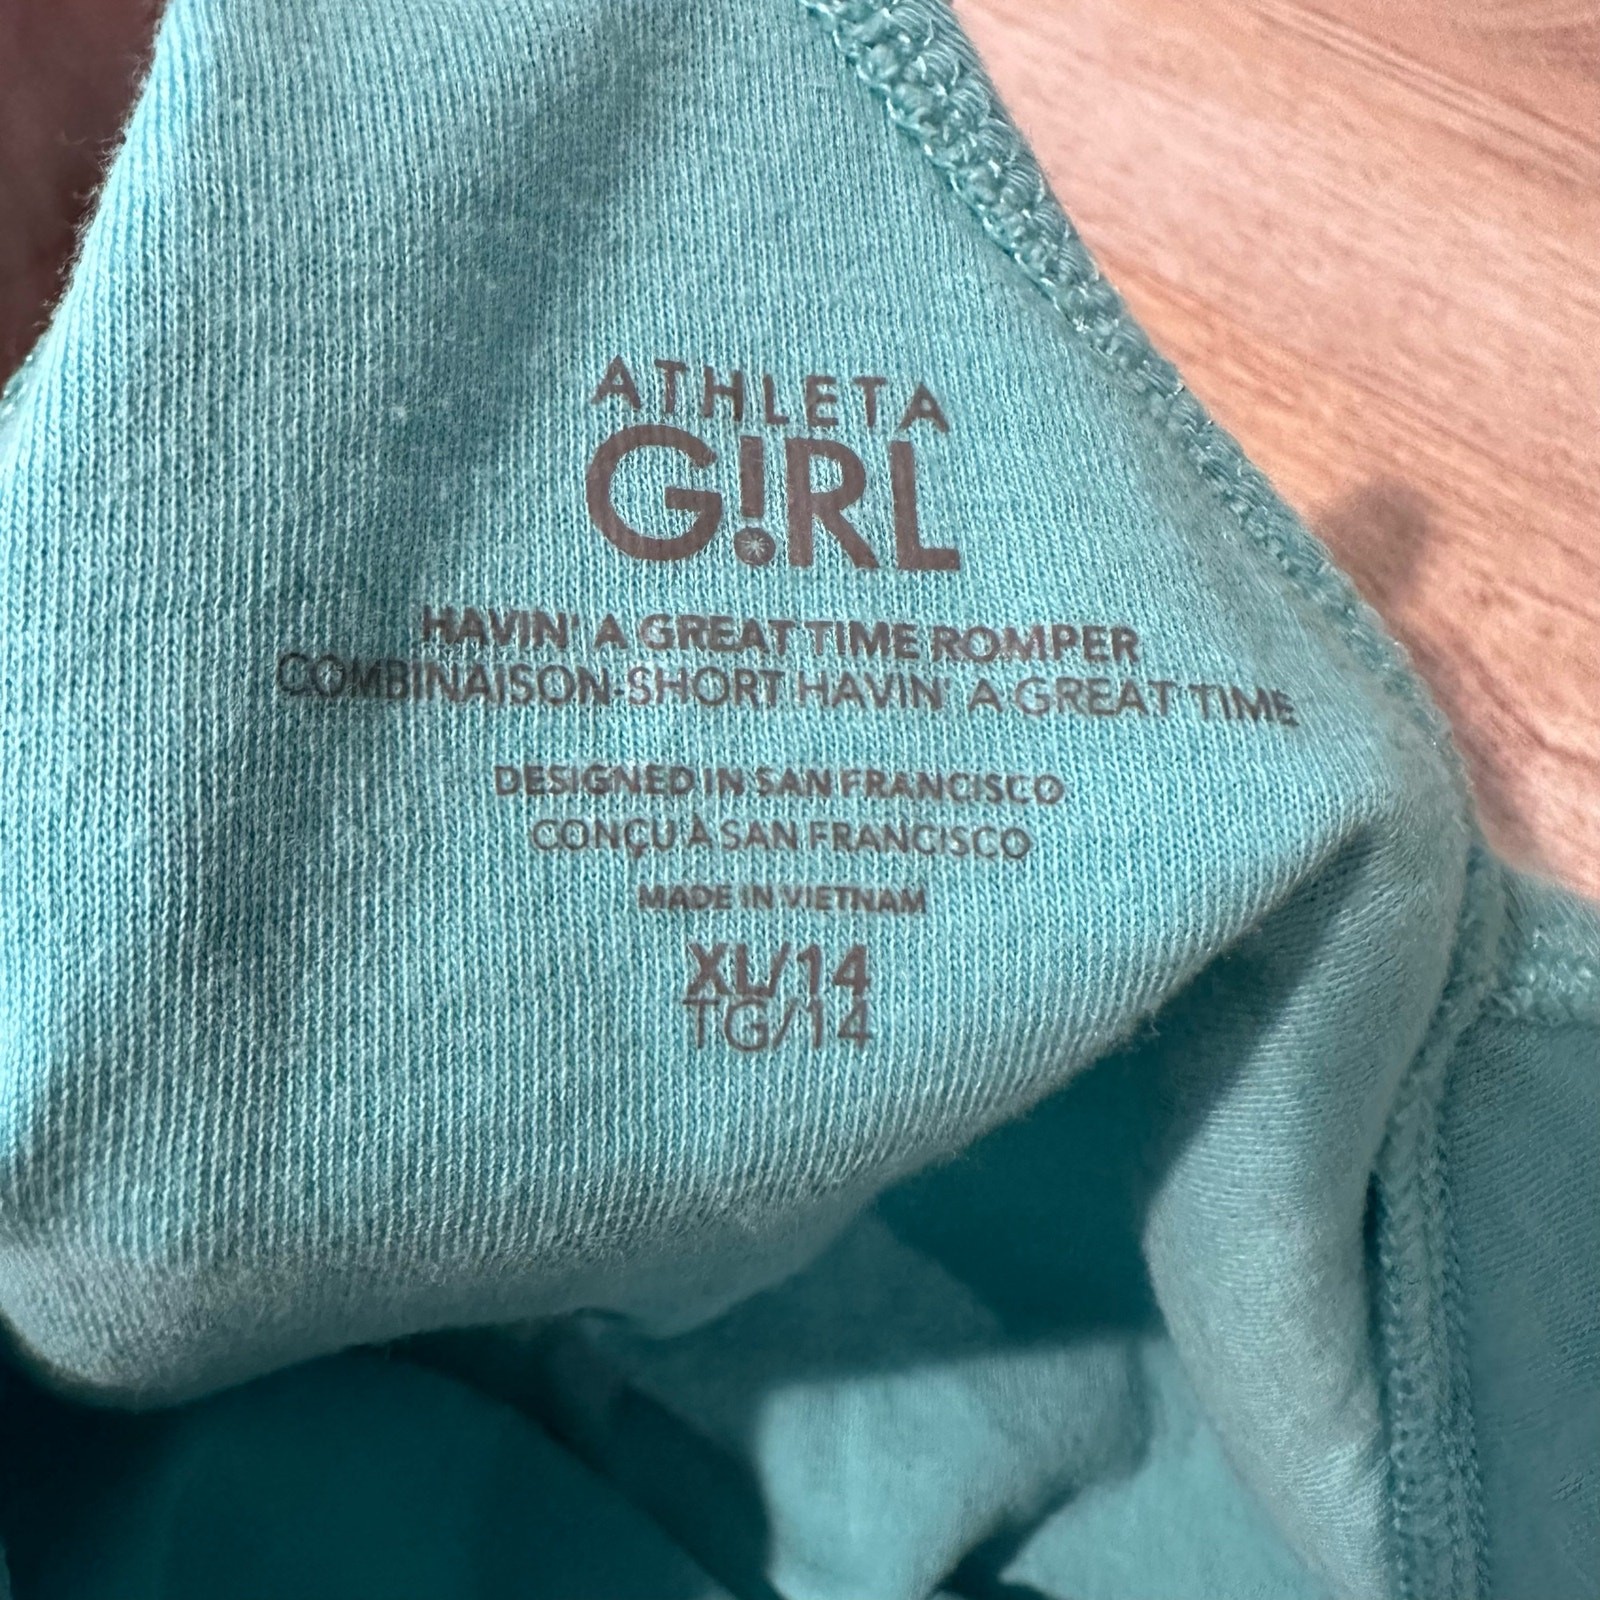 ATHLETA
G!RL
HAVIN' A GREAT TIME ROMPER
COMBINAISON-SHORT HAVIN' A GREAT TIME
DESIGNED IN SAN FRANCISCO
CONÇU À SAN FRANCISCO
MADE IN VIETNAM
XL/14
TG/14